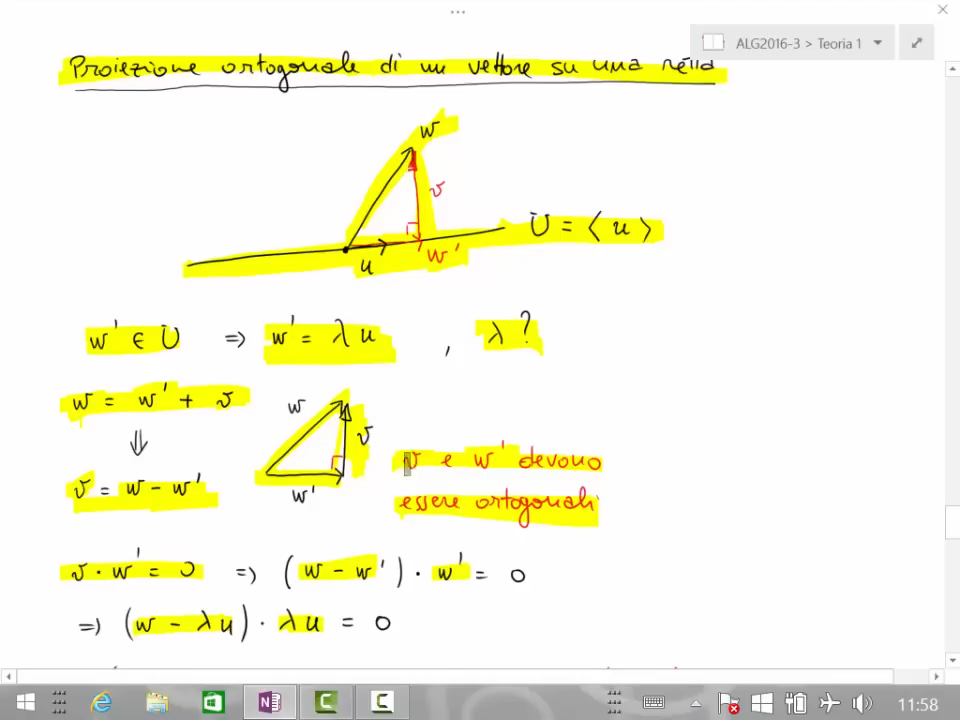 ...
ALG2016-3 > Teoria 1
Proiezione ortogonale di un vettore su una retta
w
v
U = ⟨ u ⟩
u
w'
w' ∈ U ⇒ w' = λ u , λ ?
w = w' + v
w
v
w'
⇓
v = w - w'
v e w' devono
essere ortogonali
v · w' = 0 ⇒ (w - w') · w' = 0
⇒ (w - λ u) · λ u = 0
11:58